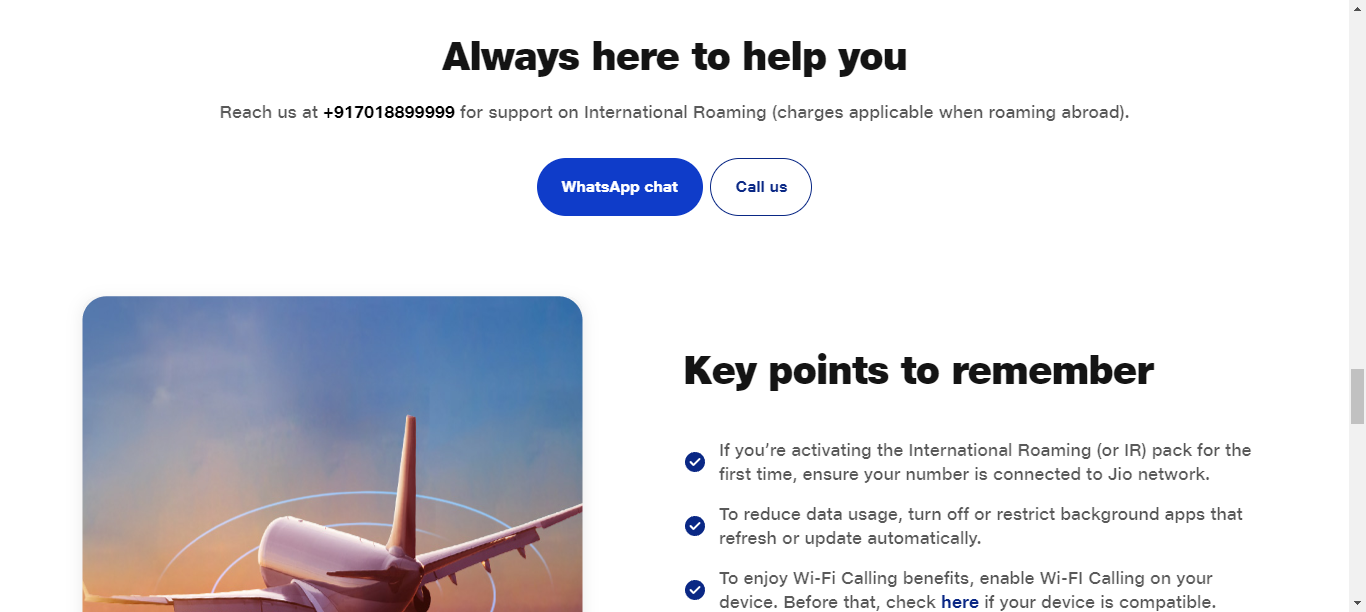 Always here to help you
Reach us at +917018899999 for support on International Roaming (charges applicable when roaming abroad).
WhatsApp chat
Call us
Key points to remember
If you’re activating the International Roaming (or IR) pack for the
first time, ensure your number is connected to Jio network.
To reduce data usage, turn off or restrict background apps that
refresh or update automatically.
To enjoy Wi-Fi Calling benefits, enable Wi-FI Calling on your
device. Before that, check here if your device is compatible.